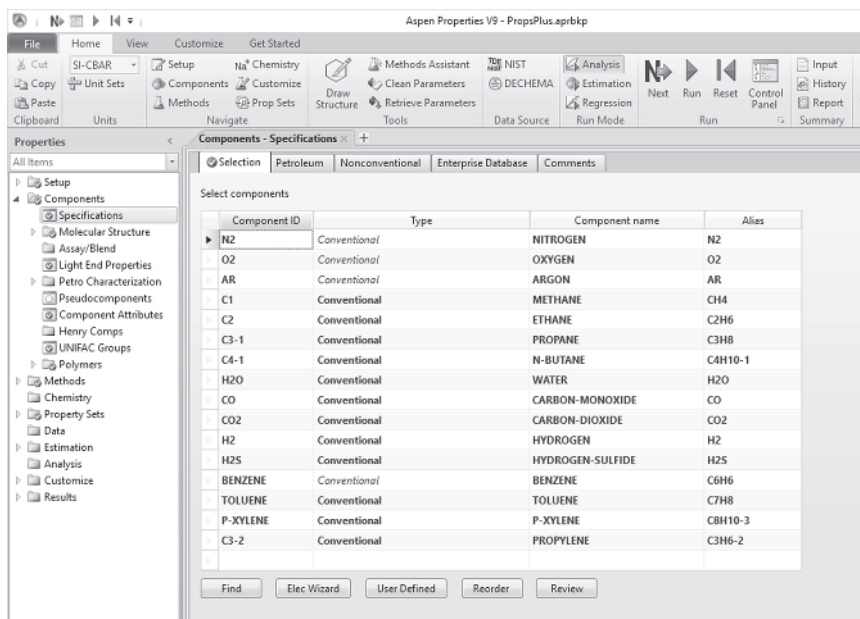 Aspen Properties V9 - PropsPlus.aprbkp
File Home View Customize Get Started
Cut SI-CBAR Setup Na+ Chemistry Methods Assistant NIST Analysis Input
Copy Unit Sets Components Customize Clean Parameters DECHEMA Estimation History
Paste Methods Prop Sets Draw Structure Retrieve Parameters Regression Next Run Reset Control Panel Report
Clipboard Units Navigate Tools Data Source Run Mode Run Summary
Properties
Components - Specifications
All Items
Selection Petroleum Nonconventional Enterprise Database Comments
Setup
Components
Specifications
Molecular Structure
Assay/Blend
Light End Properties
Petro Characterization
Pseudocomponents
Component Attributes
Henry Comps
UNIFAC Groups
Polymers
Methods
Chemistry
Property Sets
Data
Estimation
Analysis
Customize
Results
Select components
Component ID Type Component name Alias
N2 Conventional NITROGEN N2
O2 Conventional OXYGEN O2
AR Conventional ARGON AR
C1 Conventional METHANE CH4
C2 Conventional ETHANE C2H6
C3-1 Conventional PROPANE C3H8
C4-1 Conventional N-BUTANE C4H10-1
H2O Conventional WATER H2O
CO Conventional CARBON-MONOXIDE CO
CO2 Conventional CARBON-DIOXIDE CO2
H2 Conventional HYDROGEN H2
H2S Conventional HYDROGEN-SULFIDE H2S
BENZENE Conventional BENZENE C6H6
TOLUENE Conventional TOLUENE C7H8
P-XYLENE Conventional P-XYLENE C8H10-3
C3-2 Conventional PROPYLENE C3H6-2
Find Elec Wizard User Defined Reorder Review